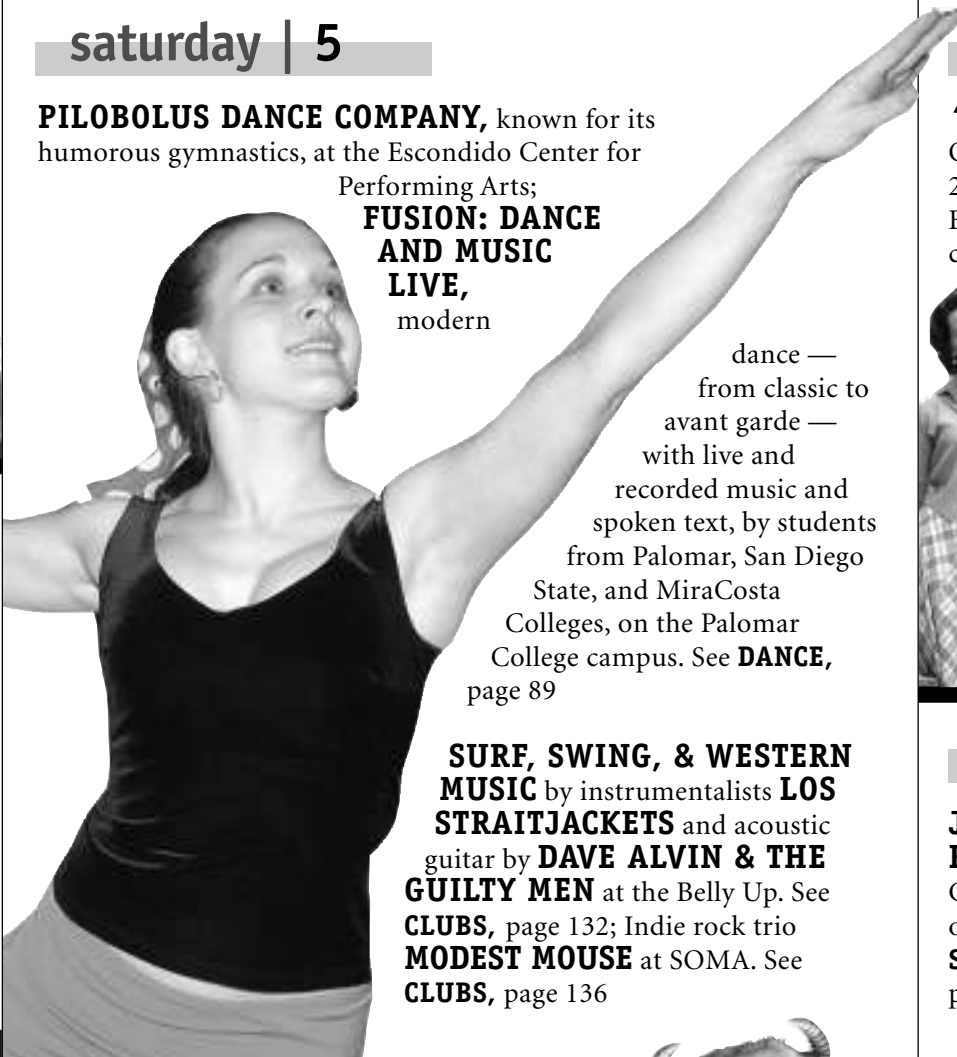 saturday | 5
PILOBOLUS DANCE COMPANY, known for its
humorous gymnastics, at the Escondido Center for
Performing Arts;
FUSION: DANCE
AND MUSIC
LIVE,
modern
dance —
from classic to
avant garde —
with live and
recorded music and
spoken text, by students
from Palomar, San Diego
State, and MiraCosta
Colleges, on the Palomar
College campus. See DANCE,
page 89
SURF, SWING, & WESTERN
MUSIC by instrumentalists LOS
STRAITJACKETS and acoustic
guitar by DAVE ALVIN & THE
GUILTY MEN at the Belly Up. See
CLUBS, page 132; Indie rock trio
MODEST MOUSE at SOMA. See
CLUBS, page 136